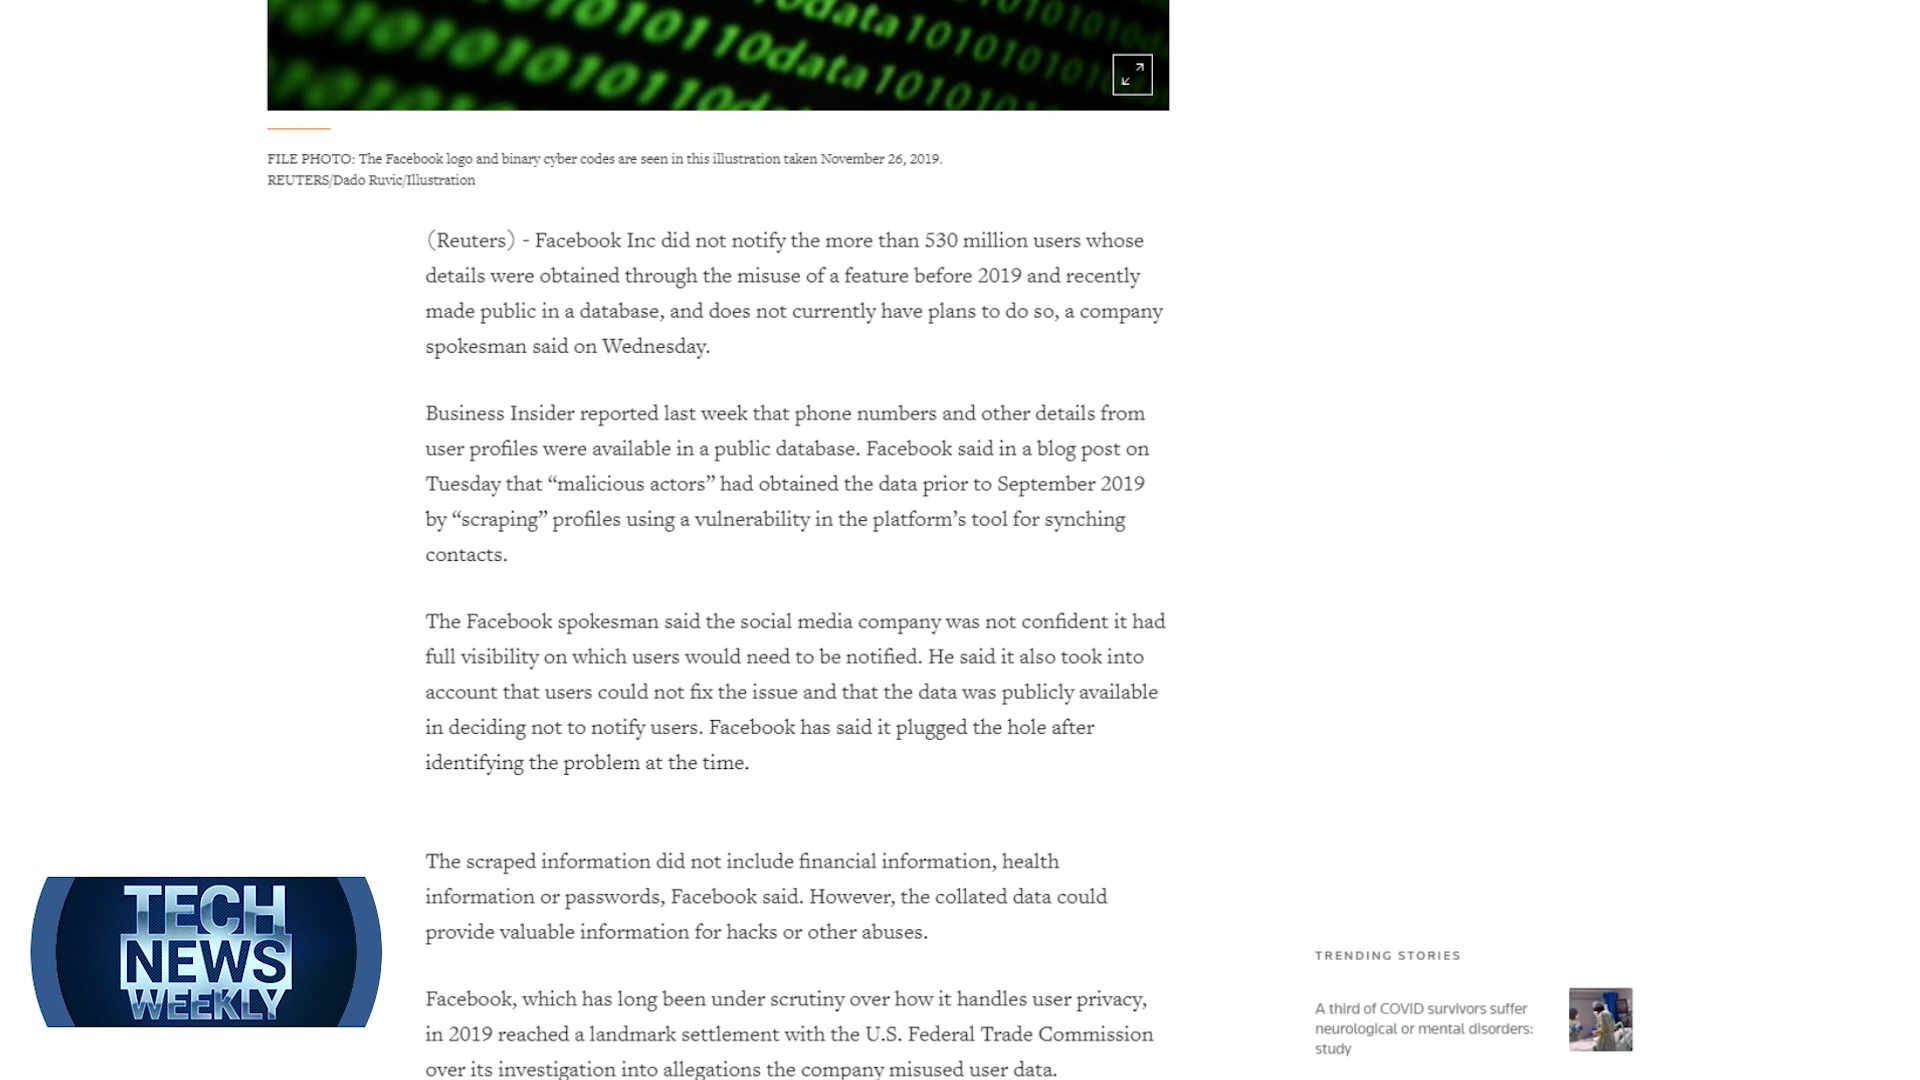 data1010101
10101010110data1010101
1010101011
FILE PHOTO: The Facebook logo and binary cyber codes are seen in this illustration taken November 26, 2019.
REUTERS/Dado Ruvic/Illustration
(Reuters) - Facebook Inc did not notify the more than 530 million users whose
details were obtained through the misuse of a feature before 2019 and recently
made public in a database, and does not currently have plans to do so, a company
spokesman said on Wednesday.
Business Insider reported last week that phone numbers and other details from
user profiles were available in a public database. Facebook said in a blog post on
Tuesday that “malicious actors” had obtained the data prior to September 2019
by “scraping” profiles using a vulnerability in the platform’s tool for synching
contacts.
The Facebook spokesman said the social media company was not confident it had
full visibility on which users would need to be notified. He said it also took into
account that users could not fix the issue and that the data was publicly available
in deciding not to notify users. Facebook has said it plugged the hole after
identifying the problem at the time.
The scraped information did not include financial information, health
information or passwords, Facebook said. However, the collated data could
provide valuable information for hacks or other abuses.
Facebook, which has long been under scrutiny over how it handles user privacy,
in 2019 reached a landmark settlement with the U.S. Federal Trade Commission
over its investigation into allegations the company misused user data.
TECH
NEWS
WEEKLY
TRENDING STORIES
A third of COVID survivors suffer
neurological or mental disorders:
study